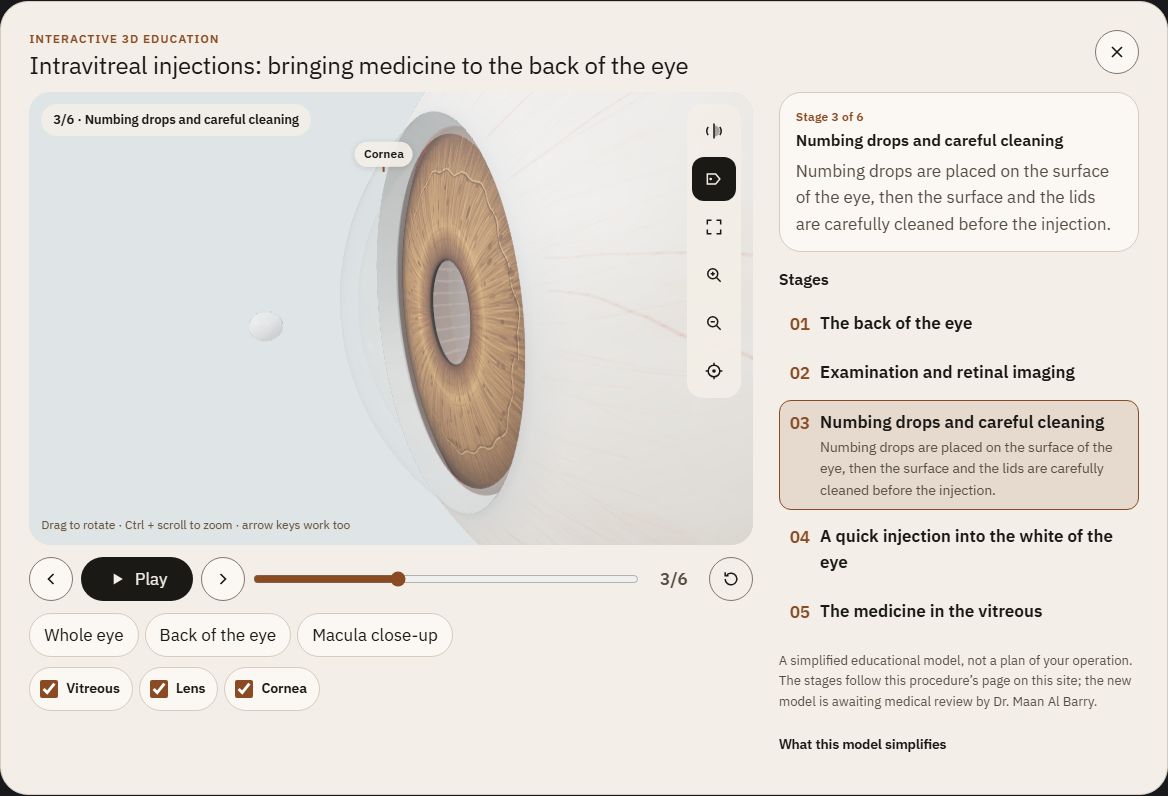 INTERACTIVE 3D EDUCATION
Intravitreal injections: bringing medicine to the back of the eye
3/6 · Numbing drops and careful cleaning
Cornea
Drag to rotate · Ctrl + scroll to zoom · arrow keys work too
Play
3/6
Whole eye
Back of the eye
Macula close-up
Vitreous
Lens
Cornea
Stage 3 of 6
Numbing drops and careful cleaning
Numbing drops are placed on the surface
of the eye, then the surface and the lids
are carefully cleaned before the injection.
Stages
01 The back of the eye
02 Examination and retinal imaging
03 Numbing drops and careful cleaning
Numbing drops are placed on the surface of the
eye, then the surface and the lids are carefully
cleaned before the injection.
04 A quick injection into the white of the
eye
05 The medicine in the vitreous
A simplified educational model, not a plan of your operation.
The stages follow this procedure's page on this site; the new
model is awaiting medical review by Dr. Maan Al Barry.
What this model simplifies